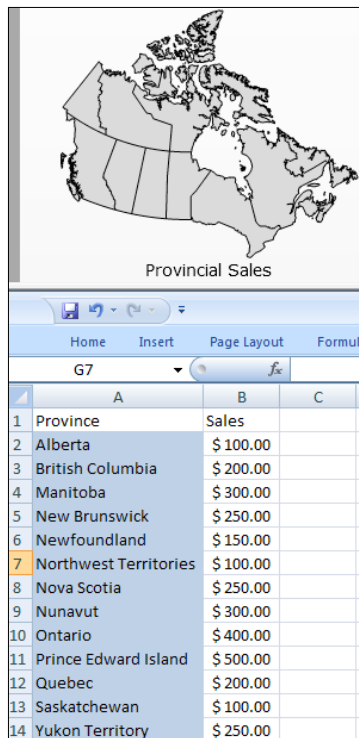 Provincial Sales
Home Insert Page Layout Formul
G7 fx
A B C
1 Province Sales
2 Alberta $ 100.00
3 British Columbia $ 200.00
4 Manitoba $ 300.00
5 New Brunswick $ 250.00
6 Newfoundland $ 150.00
7 Northwest Territories $ 100.00
8 Nova Scotia $ 250.00
9 Nunavut $ 300.00
10 Ontario $ 400.00
11 Prince Edward Island $ 500.00
12 Quebec $ 200.00
13 Saskatchewan $ 100.00
14 Yukon Territory $ 250.00